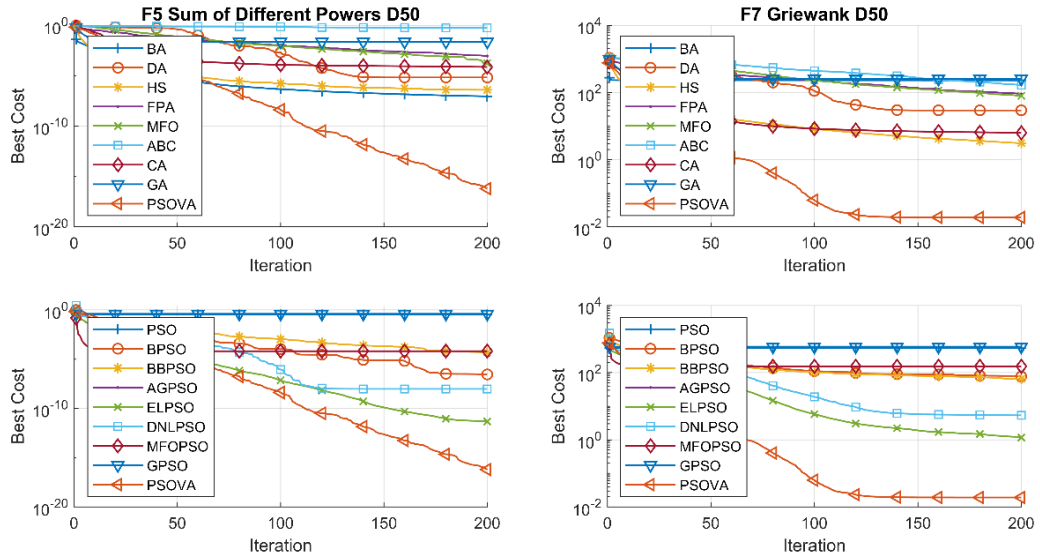 F5 Sum of Different Powers D50
Best Cost
10^0
10^-10
10^-20
BA
DA
HS
FPA
MFO
ABC
CA
GA
PSOVA
0 50 100 150 200
Iteration
F7 Griewank D50
Best Cost
10^4
10^2
10^0
10^-2
BA
DA
HS
FPA
MFO
ABC
CA
GA
PSOVA
0 50 100 150 200
Iteration
Best Cost
10^0
10^-10
10^-20
PSO
BPSO
BBPSO
AGPSO
ELPSO
DNLPSO
MFOPSO
GPSO
PSOVA
0 50 100 150 200
Iteration
Best Cost
10^4
10^2
10^0
10^-2
PSO
BPSO
BBPSO
AGPSO
ELPSO
DNLPSO
MFOPSO
GPSO
PSOVA
0 50 100 150 200
Iteration